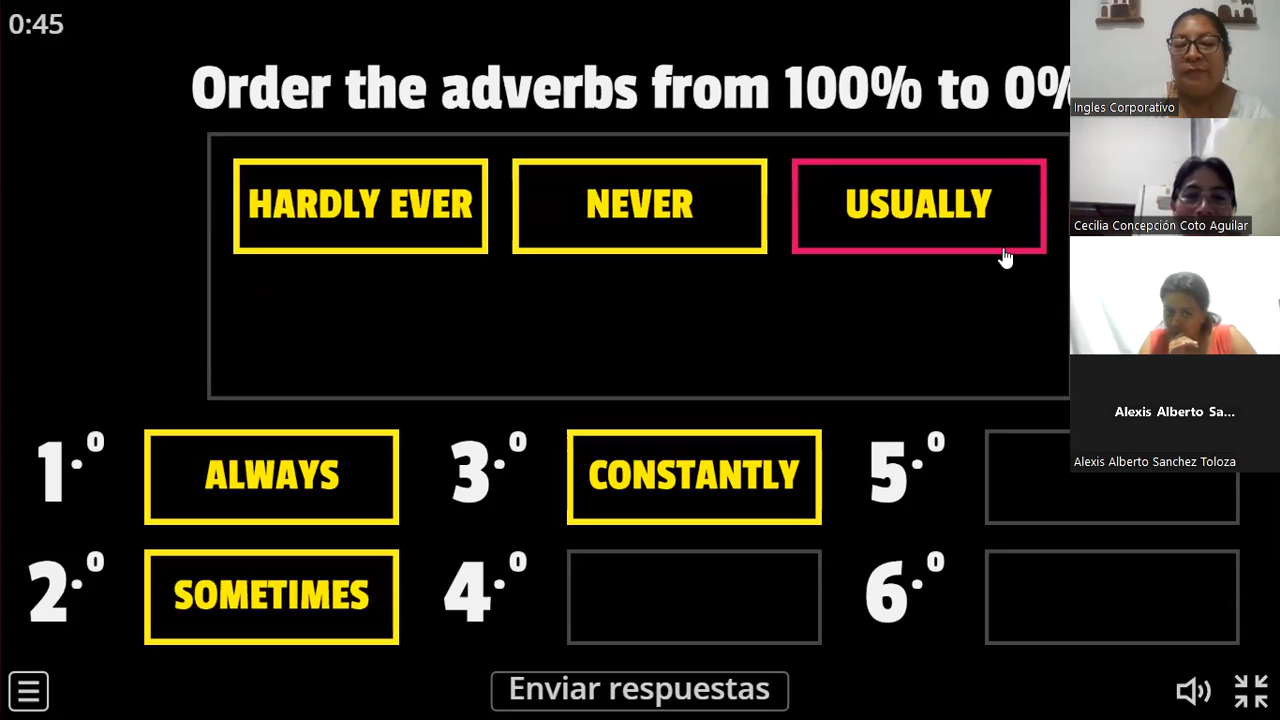 0:45
Order the adverbs from 100% to 0%
HARDLY EVER
NEVER
USUALLY
1.º
ALWAYS
3.º
CONSTANTLY
5.º
2.º
SOMETIMES
4.º
6.º
Enviar respuestas
Ingles Corporativo
Cecilia Concepción Coto Aguilar
Alexis Alberto Sa...
Alexis Alberto Sanchez Toloza